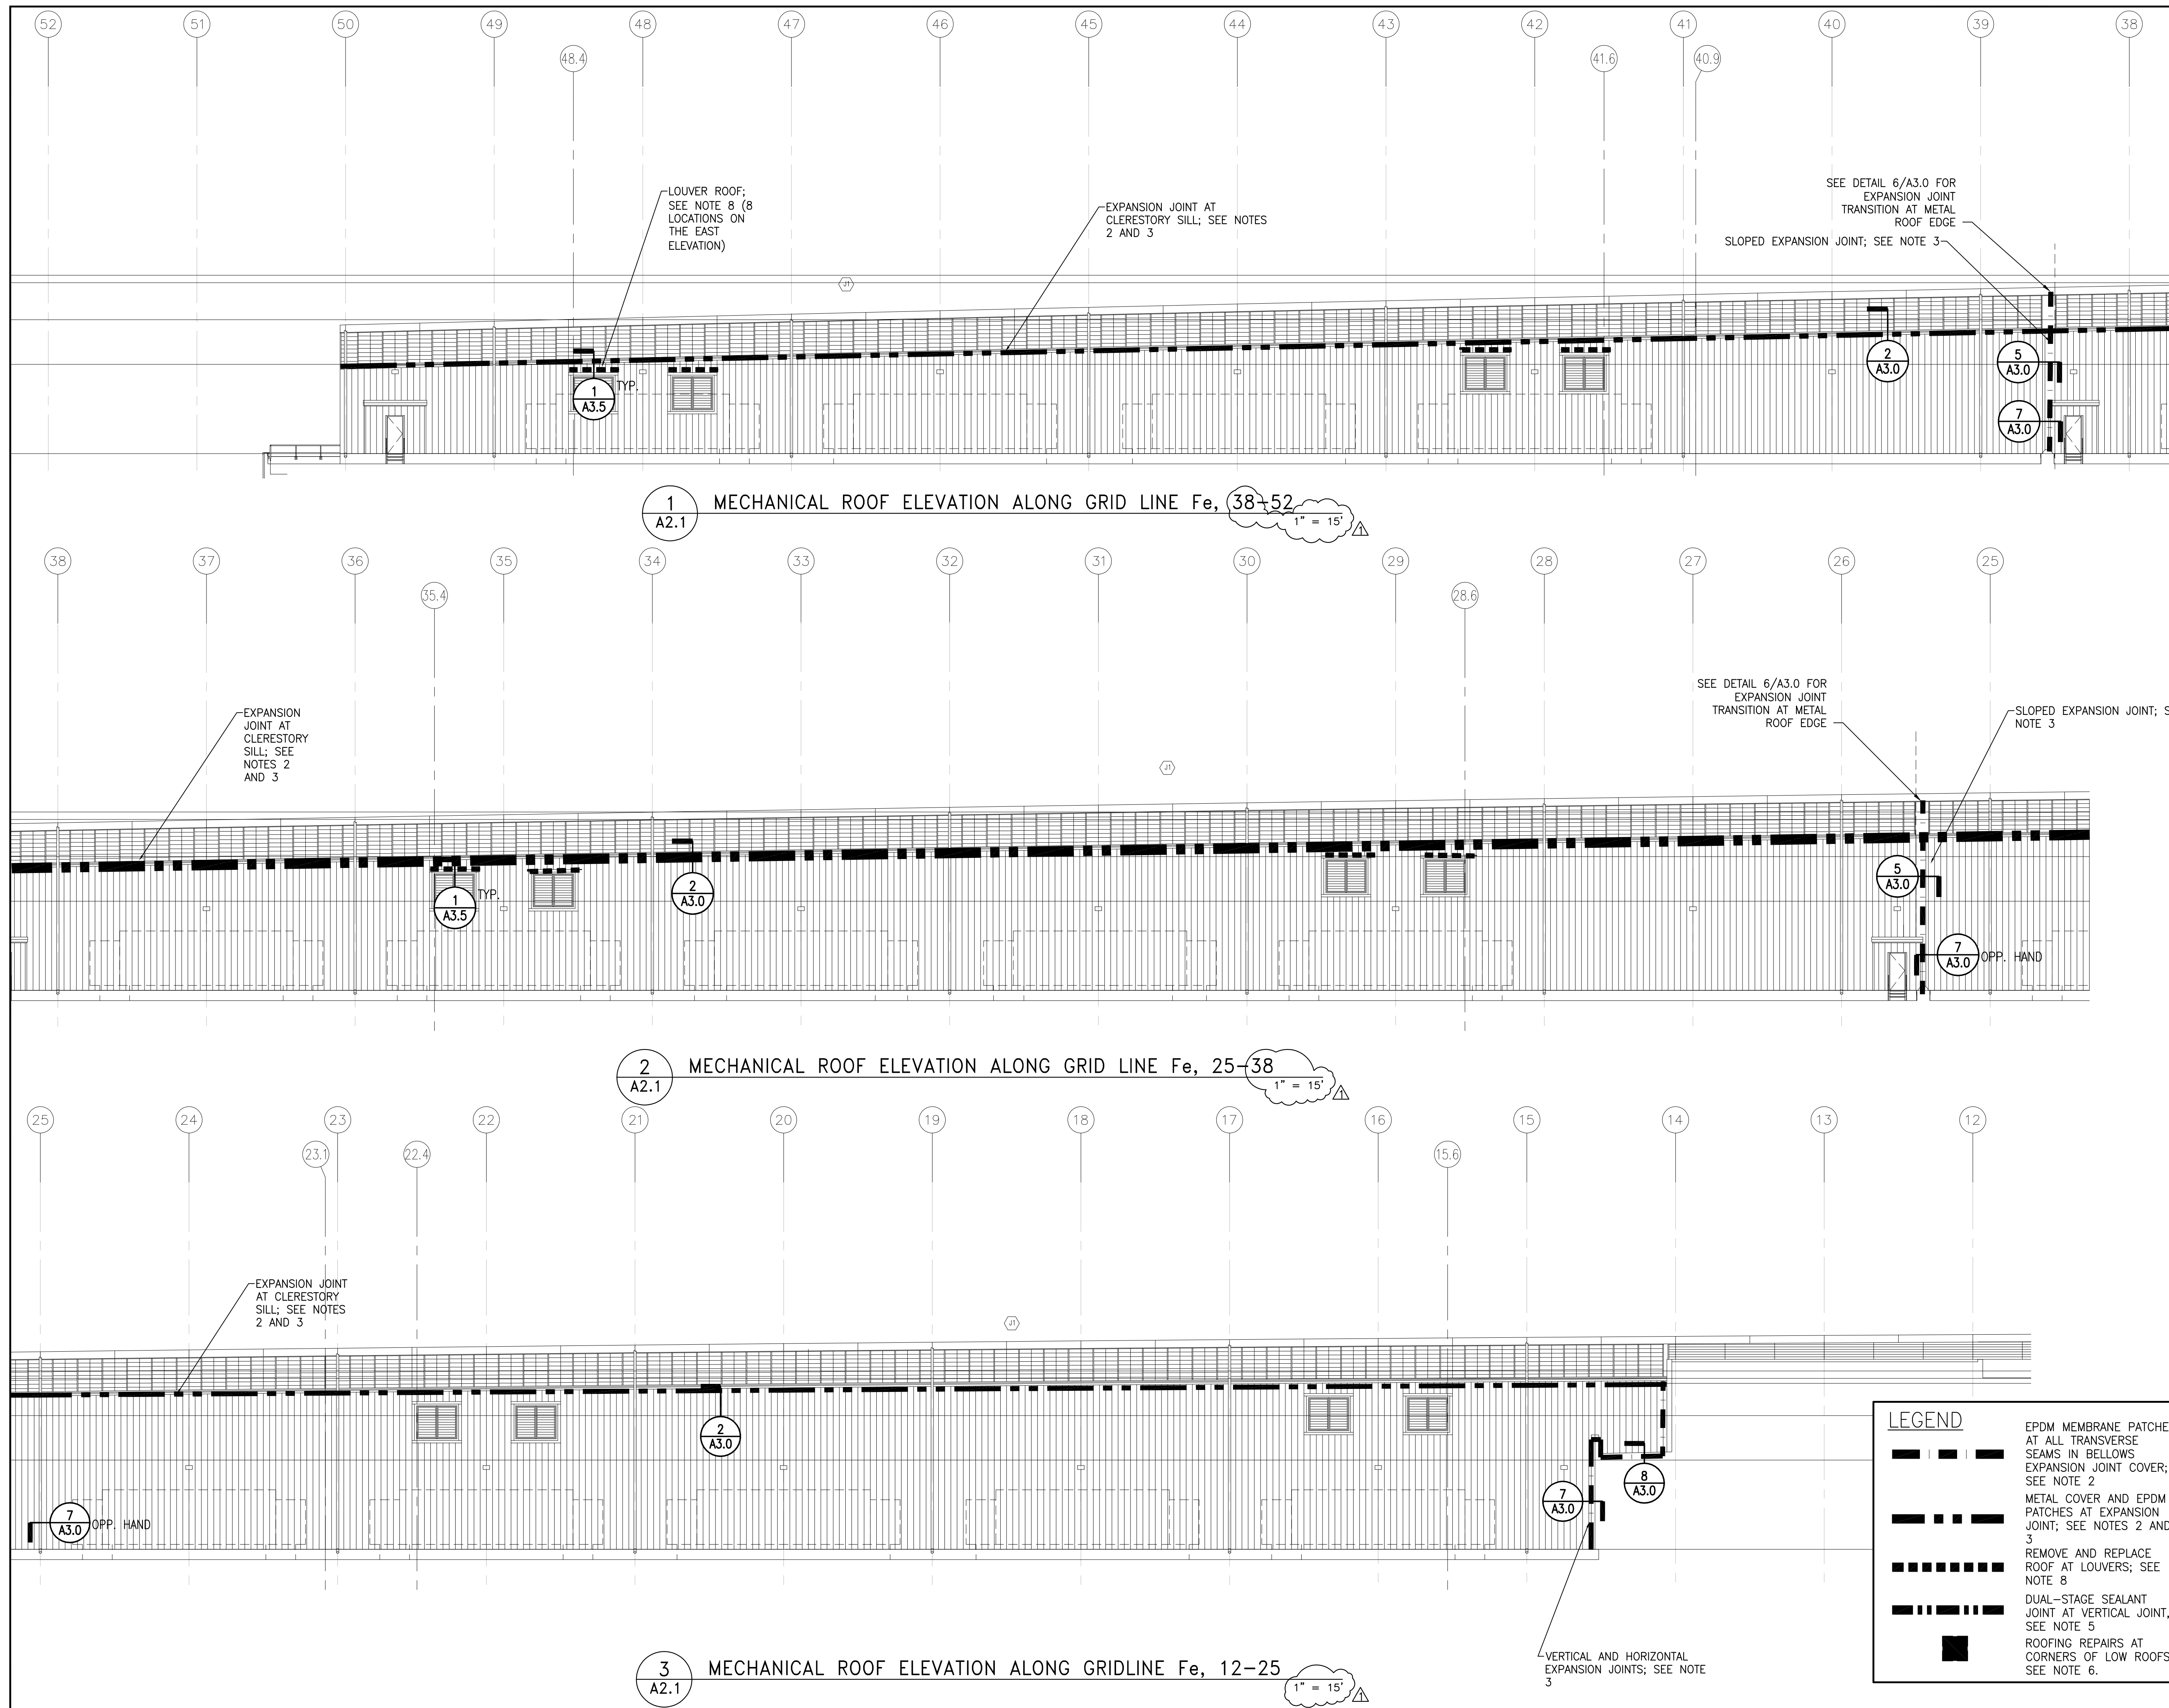 52 51 50 49 48 47 46 45 44 43 42 41 40 39 38
48.4 41.6 40.9
LOUVER ROOF;
SEE NOTE 8 (8
LOCATIONS ON
THE EAST
ELEVATION)
EXPANSION JOINT AT
CLERESTORY SILL; SEE NOTES
2 AND 3
SEE DETAIL 6/A3.0 FOR
EXPANSION JOINT
TRANSITION AT METAL
ROOF EDGE
SLOPED EXPANSION JOINT; SEE NOTE 3
J1
1
A3.5
TYP.
2
A3.0
5
A3.0
7
A3.0
1
A2.1
MECHANICAL ROOF ELEVATION ALONG GRID LINE Fe, 38-52
1" = 15'
1
38 37 36 35 34 33 32 31 30 29 28 27 26 25
35.4 28.6
EXPANSION
JOINT AT
CLERESTORY
SILL; SEE
NOTES 2
AND 3
SEE DETAIL 6/A3.0 FOR
EXPANSION JOINT
TRANSITION AT METAL
ROOF EDGE
SLOPED EXPANSION JOINT; S
NOTE 3
J1
1
A3.5
TYP.
2
A3.0
5
A3.0
7
A3.0
OPP. HAND
2
A2.1
MECHANICAL ROOF ELEVATION ALONG GRID LINE Fe, 25-38
1" = 15'
1
25 24 23 22 21 20 19 18 17 16 15 14 13 12
23.1 22.4 15.6
EXPANSION JOINT
AT CLERESTORY
SILL; SEE NOTES
2 AND 3
J1
2
A3.0
7
A3.0
OPP. HAND
7
A3.0
8
A3.0
VERTICAL AND HORIZONTAL
EXPANSION JOINTS; SEE NOTE
3
3
A2.1
MECHANICAL ROOF ELEVATION ALONG GRIDLINE Fe, 12-25
1" = 15'
1
LEGEND
EPDM MEMBRANE PATCHE
AT ALL TRANSVERSE
SEAMS IN BELLOWS
EXPANSION JOINT COVER;
SEE NOTE 2
METAL COVER AND EPDM
PATCHES AT EXPANSION
JOINT; SEE NOTES 2 AND
3
REMOVE AND REPLACE
ROOF AT LOUVERS; SEE
NOTE 8
DUAL-STAGE SEALANT
JOINT AT VERTICAL JOINT,
SEE NOTE 5
ROOFING REPAIRS AT
CORNERS OF LOW ROOFS
SEE NOTE 6.